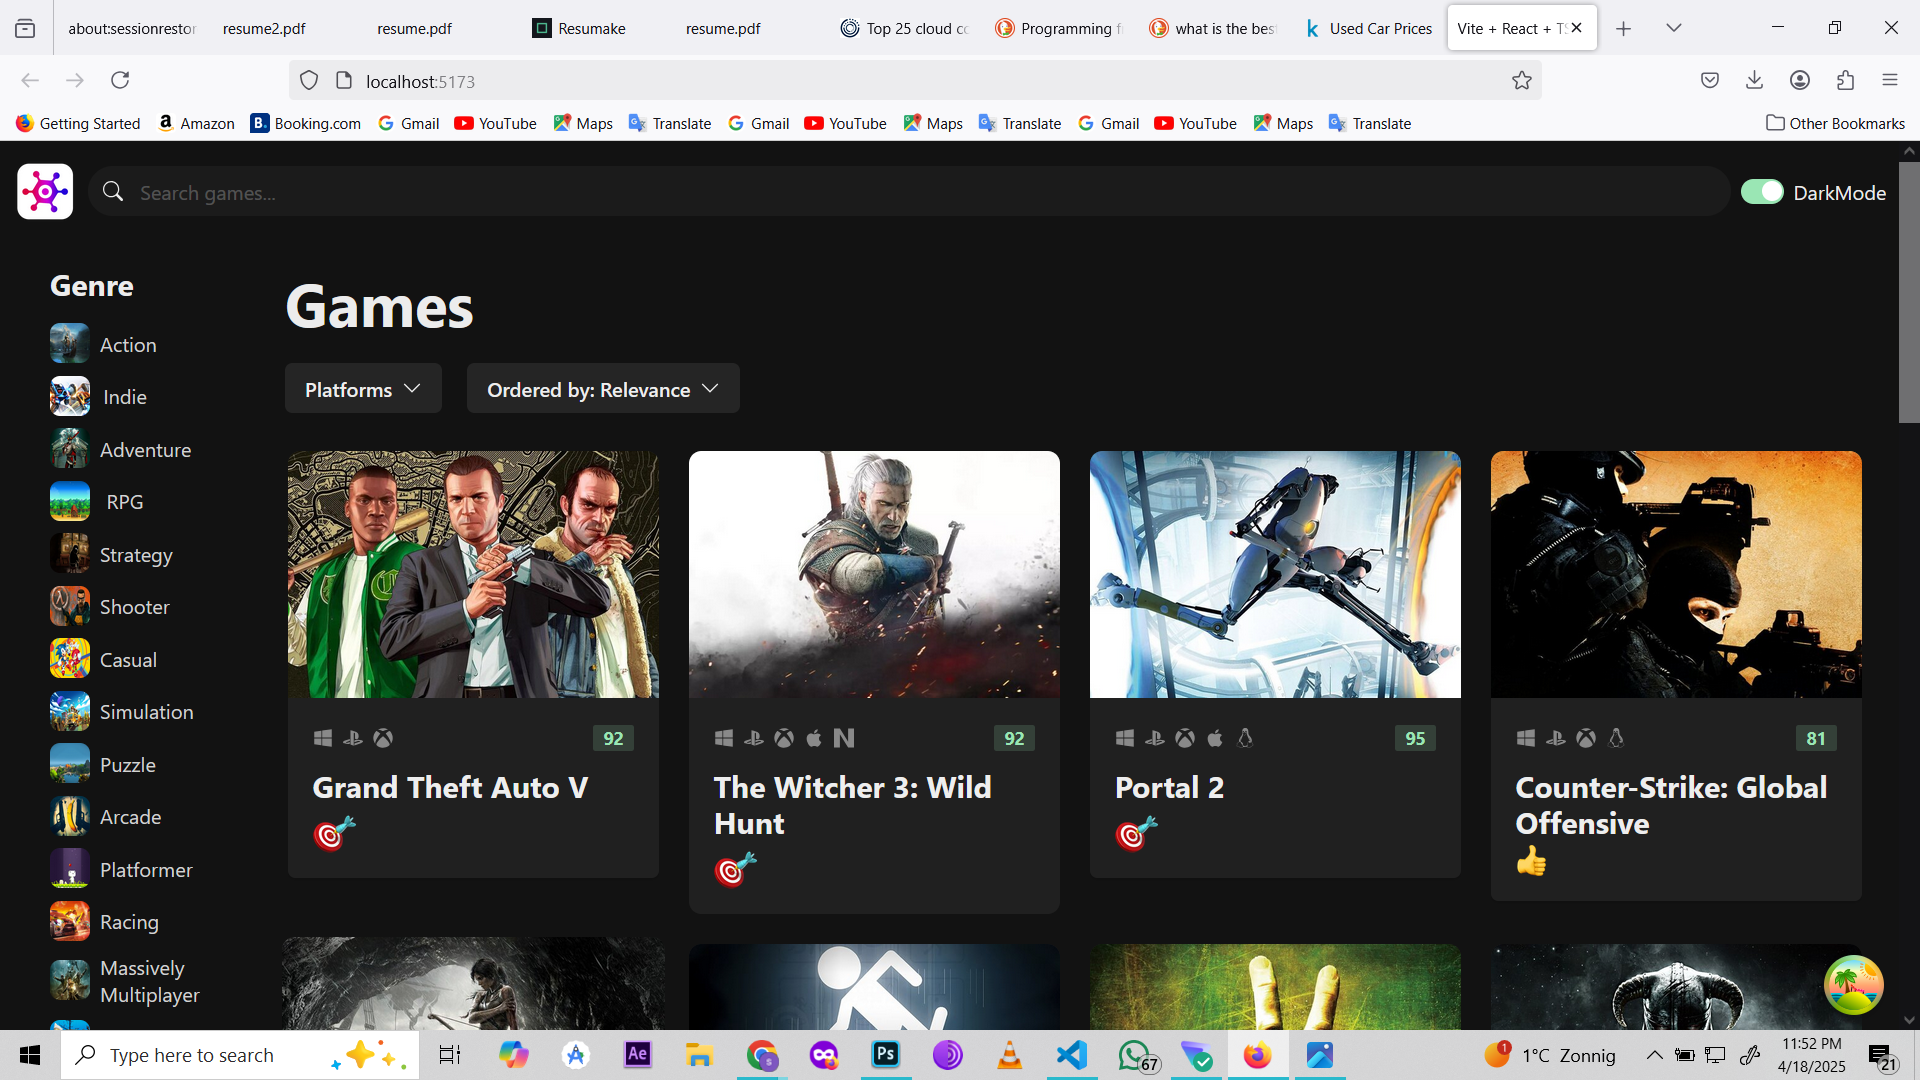 about:sessionrestor
resume2.pdf
resume.pdf
Resumake
resume.pdf
Top 25 cloud co
Programming f
what is the bes
Used Car Prices
Vite + React + TS
localhost:5173
Getting Started
Amazon
B. Booking.com
Gmail
YouTube
Maps
Translate
Gmail
YouTube
Maps
Translate
Gmail
YouTube
Maps
Translate
Other Bookmarks
Search games...
DarkMode
Genre
Action
Indie
Adventure
RPG
Strategy
Shooter
Casual
Simulation
Puzzle
Arcade
Platformer
Racing
Massively
Multiplayer
Games
Platforms
Ordered by: Relevance
92
Grand Theft Auto V
92
The Witcher 3: Wild
Hunt
95
Portal 2
81
Counter-Strike: Global
Offensive
Type here to search
Ae
S
Ps
67
1
1°C Zonnig
11:52 PM
4/18/2025
21